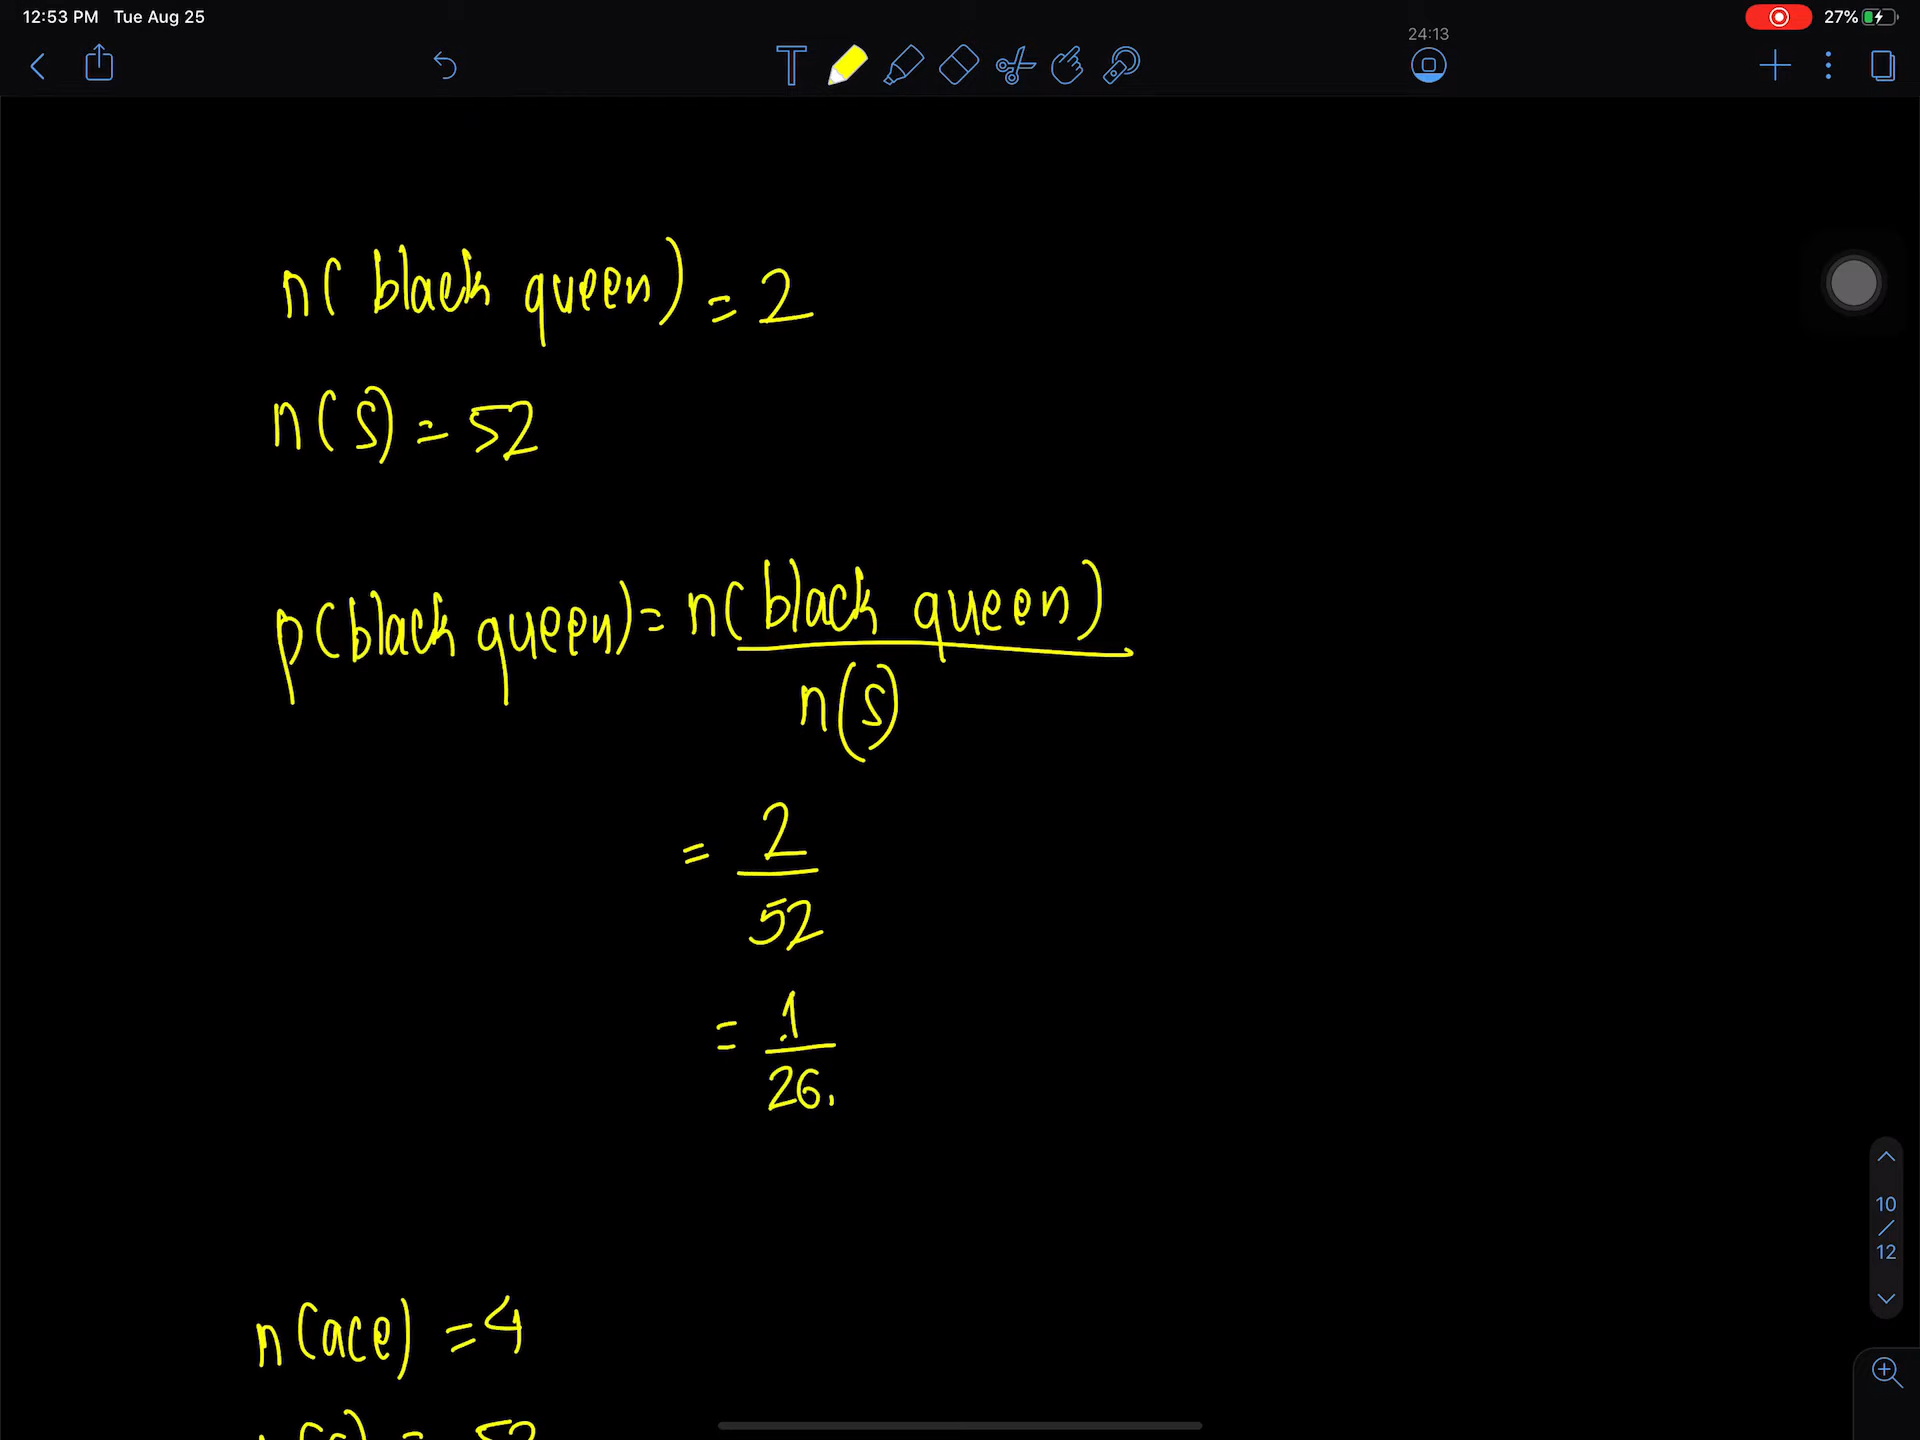 12:53 PM Tue Aug 25
27%
24:13
T
n( black queen) = 2
n(s) = 52
p(black queen) = n( black queen)
n(s)
= 2
52
= 1
26.
10
/
12
n(ace) = 4
n(s) = 52